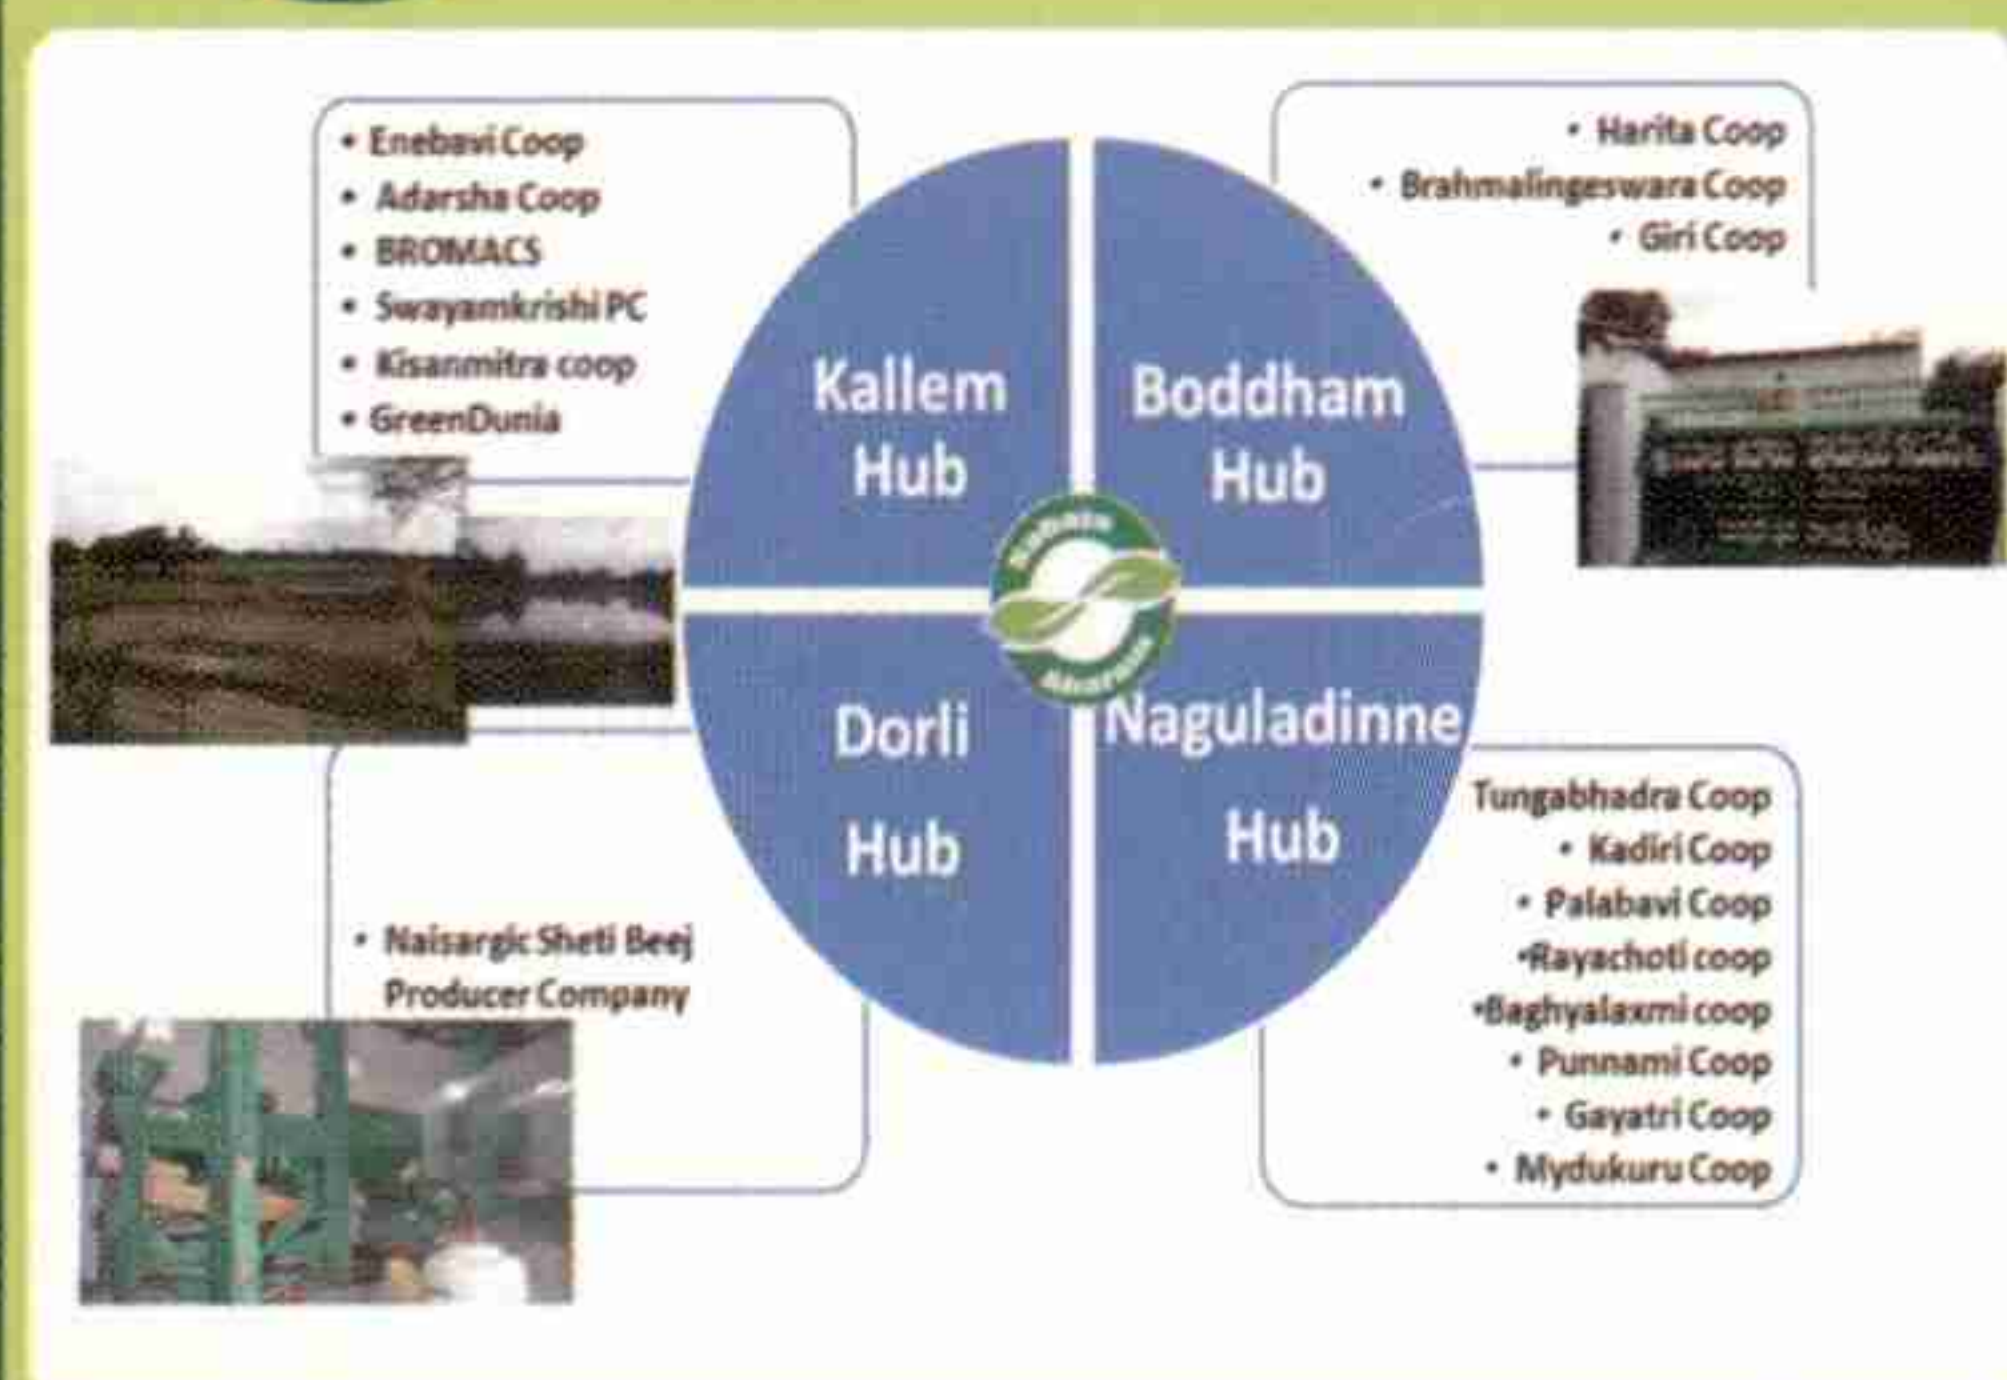 • Enebavi Coop
• Adarsha Coop
• BROMACS
• Swayamkrishi PC
• Kisanmitra coop
• GreenDunia
Kallem
Hub
Boddham
Hub
• Harita Coop
• Brahmalingeswara Coop
• Giri Coop
Sahaja
Aharam
Dorli
Hub
Naguladinne
Hub
• Naisargic Sheti Beej
Producer Company
Tungabhadra Coop
• Kadiri Coop
• Palabavi Coop
•Rayachoti coop
•Baghyalaxmi coop
• Punnami Coop
• Gayatri Coop
• Mydukuru Coop